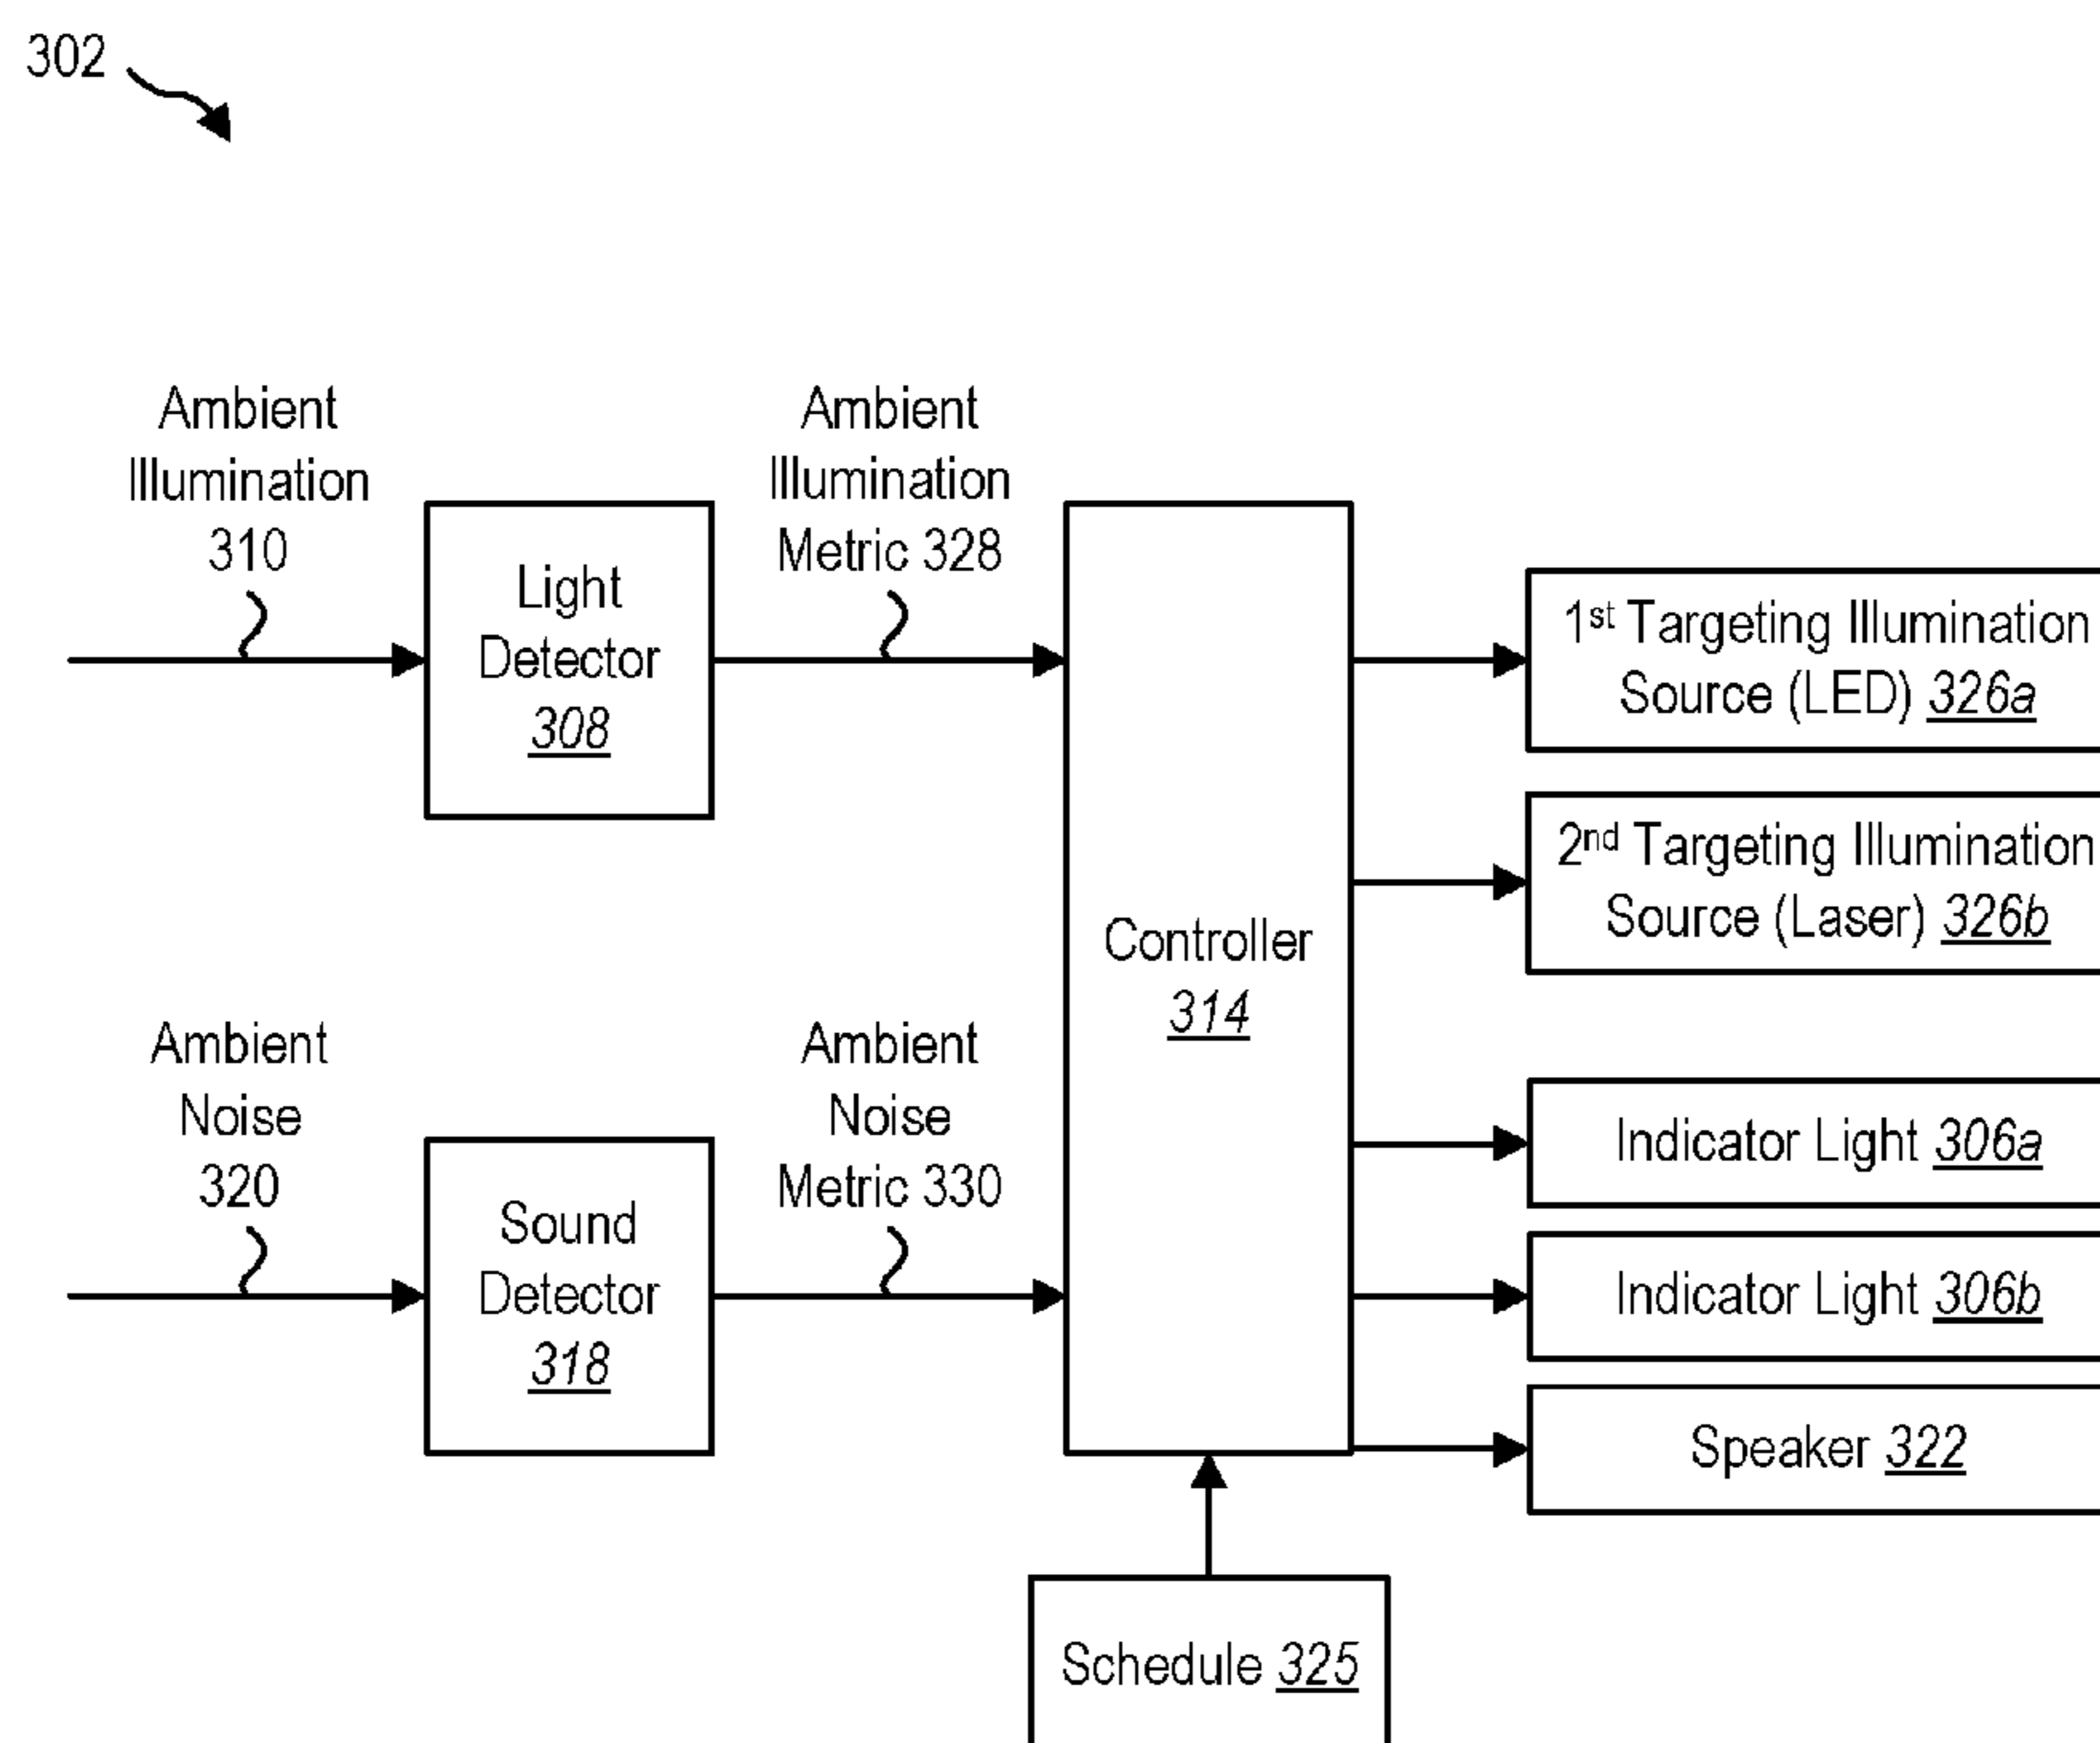 302
Ambient
Illumination
310
Light
Detector
308
Ambient
Illumination
Metric 328
Ambient
Noise
320
Sound
Detector
318
Ambient
Noise
Metric 330
Controller
314
Schedule 325
1st Targeting Illumination
Source (LED) 326a
2nd Targeting Illumination
Source (Laser) 326b
Indicator Light 306a
Indicator Light 306b
Speaker 322